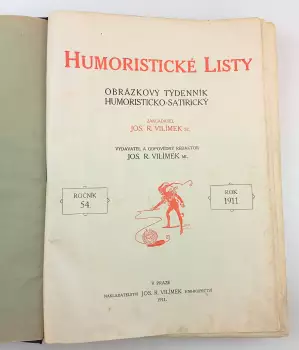 HUMORISTICKÉ LISTY
OBRÁZKOVÝ TÝDENNÍK
HUMORISTICKO-SATIRICKÝ
ZAKLADATEL
JOS. R. VILÍMEK ST.
VYDAVATEL A ODPOVĚDNÝ REDAKTOR
JOS. R. VILÍMEK ML.
ROČNÍK
54.
ROK
1911
V PRAZE
NAKLADATELSTVÍ JOS. R. VILÍMEK KNIHKUPECTVÍ
1911.